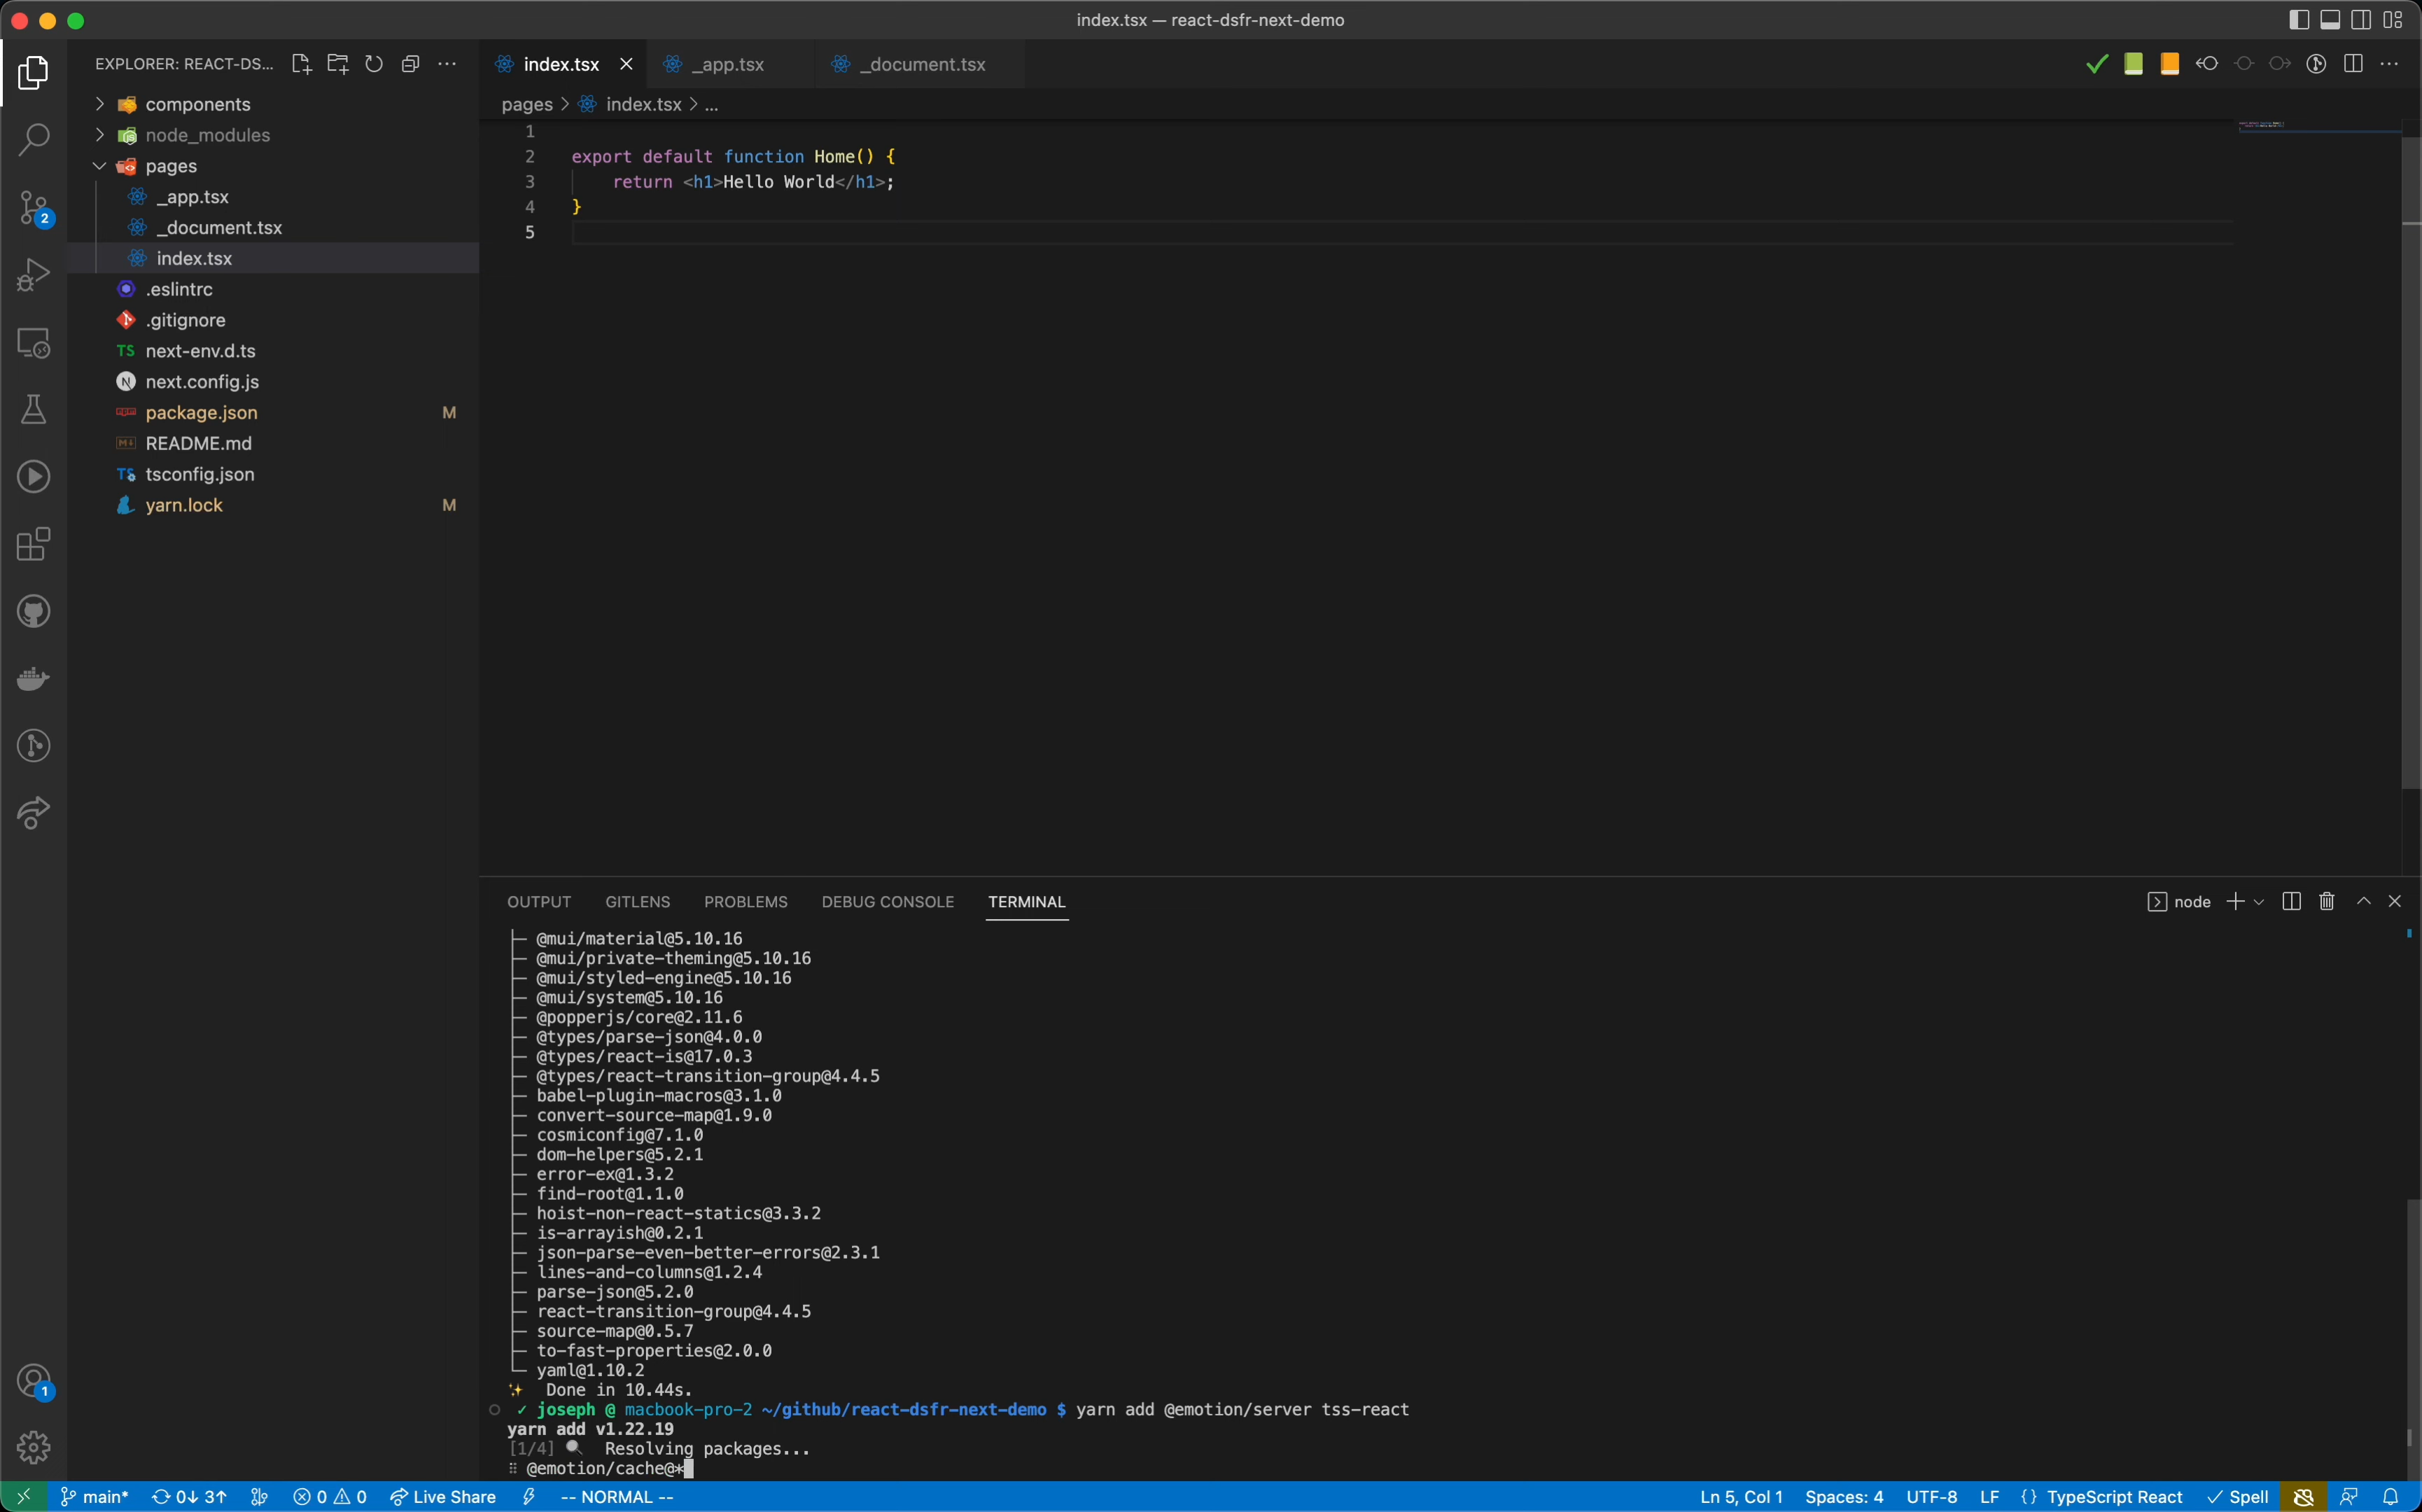 index.tsx — react-dsfr-next-demo
EXPLORER: REACT-DS...
components
node_modules
pages
_app.tsx
_document.tsx
index.tsx
.eslintrc
.gitignore
TS next-env.d.ts
N next.config.js
npm package.json M
M↓ README.md
TS tsconfig.json
yarn.lock M
2
1
index.tsx
_app.tsx
_document.tsx
pages > index.tsx > ...
1
2 export default function Home() {
3 return <h1>Hello World</h1>;
4 }
5
OUTPUT GITLENS PROBLEMS DEBUG CONSOLE TERMINAL
node
├─ @mui/material@5.10.16
├─ @mui/private-theming@5.10.16
├─ @mui/styled-engine@5.10.16
├─ @mui/system@5.10.16
├─ @popperjs/core@2.11.6
├─ @types/parse-json@4.0.0
├─ @types/react-is@17.0.3
├─ @types/react-transition-group@4.4.5
├─ babel-plugin-macros@3.1.0
├─ convert-source-map@1.9.0
├─ cosmiconfig@7.1.0
├─ dom-helpers@5.2.1
├─ error-ex@1.3.2
├─ find-root@1.1.0
├─ hoist-non-react-statics@3.3.2
├─ is-arrayish@0.2.1
├─ json-parse-even-better-errors@2.3.1
├─ lines-and-columns@1.2.4
├─ parse-json@5.2.0
├─ react-transition-group@4.4.5
├─ source-map@0.5.7
├─ to-fast-properties@2.0.0
└─ yaml@1.10.2
✨ Done in 10.44s.
✓ joseph @ macbook-pro-2 ~/github/react-dsfr-next-demo $ yarn add @emotion/server tss-react
yarn add v1.22.19
[1/4] 🔍 Resolving packages...
⠿ @emotion/cache@*
main* 0↓ 3↑ 0 0 Live Share -- NORMAL -- Ln 5, Col 1 Spaces: 4 UTF-8 LF {} TypeScript React ✓ Spell